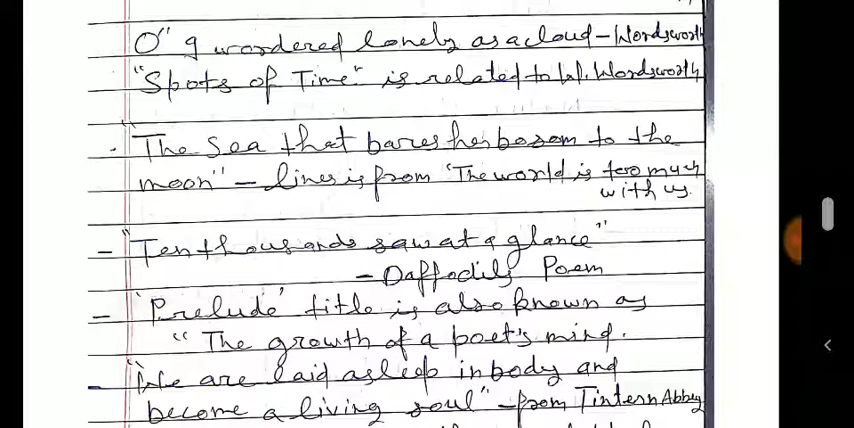 O" I wordered lonely as a cloud - Wordsworth
"Spots of Time" is related to W. Wordsworth
. "The Sea that bares her bosom to the
moon" - lines is from "The world is too much
with us.
- "Ten thousands saw at a glance"
- Daffodils Poem
- 'Prelude' title is also known as
"The growth of a poet's mind.
- "We are laid asleep in body and
become a living soul" - from Tintern Abbey